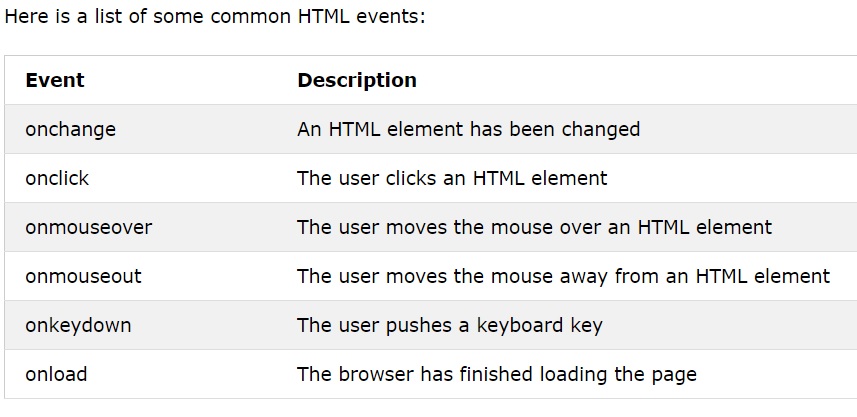 Here is a list of some common HTML events:
Event Description
onchange An HTML element has been changed
onclick The user clicks an HTML element
onmouseover The user moves the mouse over an HTML element
onmouseout The user moves the mouse away from an HTML element
onkeydown The user pushes a keyboard key
onload The browser has finished loading the page